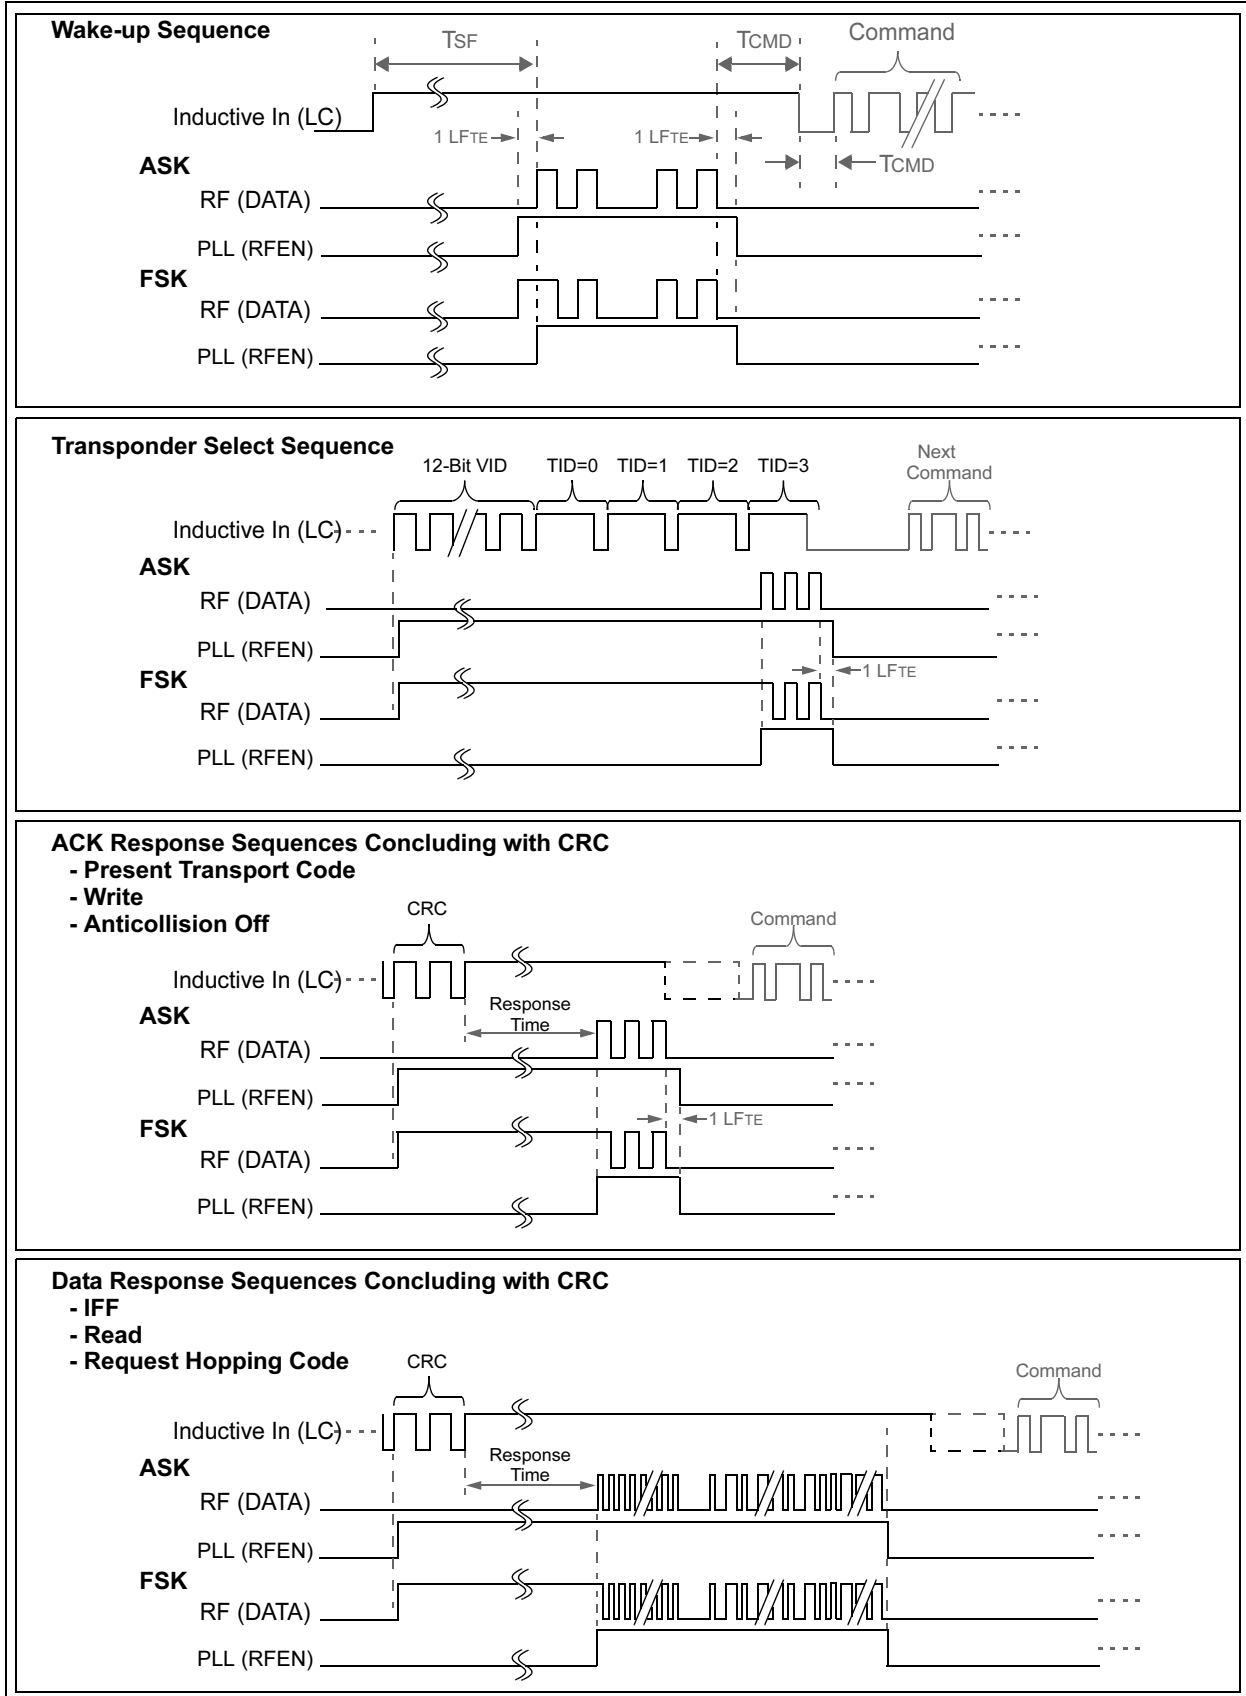 Wake-up Sequence
TSF
TCMD
Command
Inductive In (LC)
1 LFTE
1 LFTE
TCMD
ASK
RF (DATA)
PLL (RFEN)
FSK
RF (DATA)
PLL (RFEN)
Transponder Select Sequence
12-Bit VID
TID=0
TID=1
TID=2
TID=3
Next
Command
Inductive In (LC)
ASK
RF (DATA)
PLL (RFEN)
1 LFTE
FSK
RF (DATA)
PLL (RFEN)
ACK Response Sequences Concluding with CRC
- Present Transport Code
- Write
- Anticollision Off
CRC
Command
Inductive In (LC)
Response
Time
ASK
RF (DATA)
PLL (RFEN)
1 LFTE
FSK
RF (DATA)
PLL (RFEN)
Data Response Sequences Concluding with CRC
- IFF
- Read
- Request Hopping Code
CRC
Command
Inductive In (LC)
Response
Time
ASK
RF (DATA)
PLL (RFEN)
FSK
RF (DATA)
PLL (RFEN)